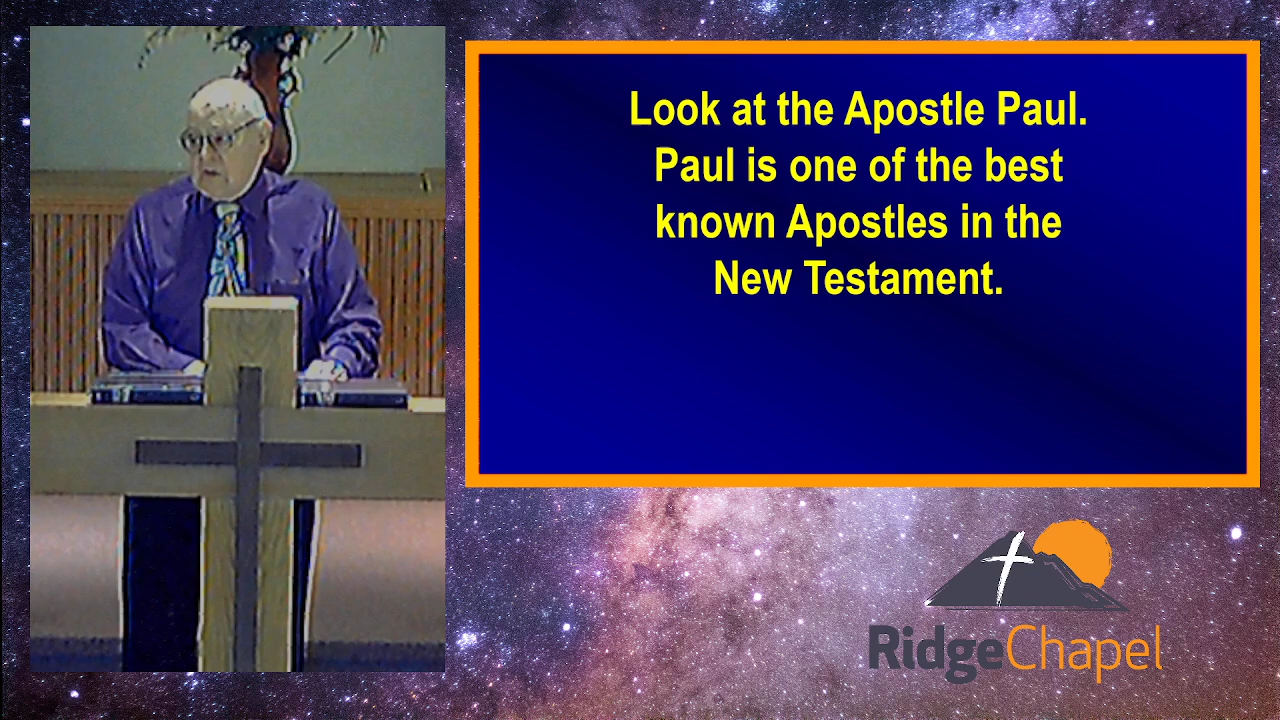 Look at the Apostle Paul.
Paul is one of the best
known Apostles in the
New Testament.
RidgeChapel